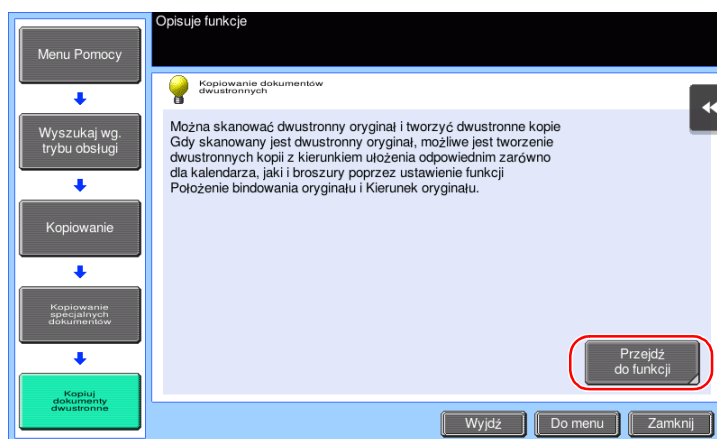 Opisuje funkcje
Menu Pomocy
Wyszukaj wg.
trybu obsługi
Kopiowanie
Kopiowanie
specjalnych
dokumentów
Kopiuj
dokumenty
dwustronne
Kopiowanie dokumentów
dwustronnych
Można skanować dwustronny oryginał i tworzyć dwustronne kopie
Gdy skanowany jest dwustronny oryginał, możliwe jest tworzenie
dwustronnych kopii z kierunkiem ułożenia odpowiednim zarówno
dla kalendarza, jaki i broszury poprzez ustawienie funkcji
Położenie bindowania oryginału i Kierunek oryginału.
Przejdź
do funkcji
Wyjdź
Do menu
Zamknij